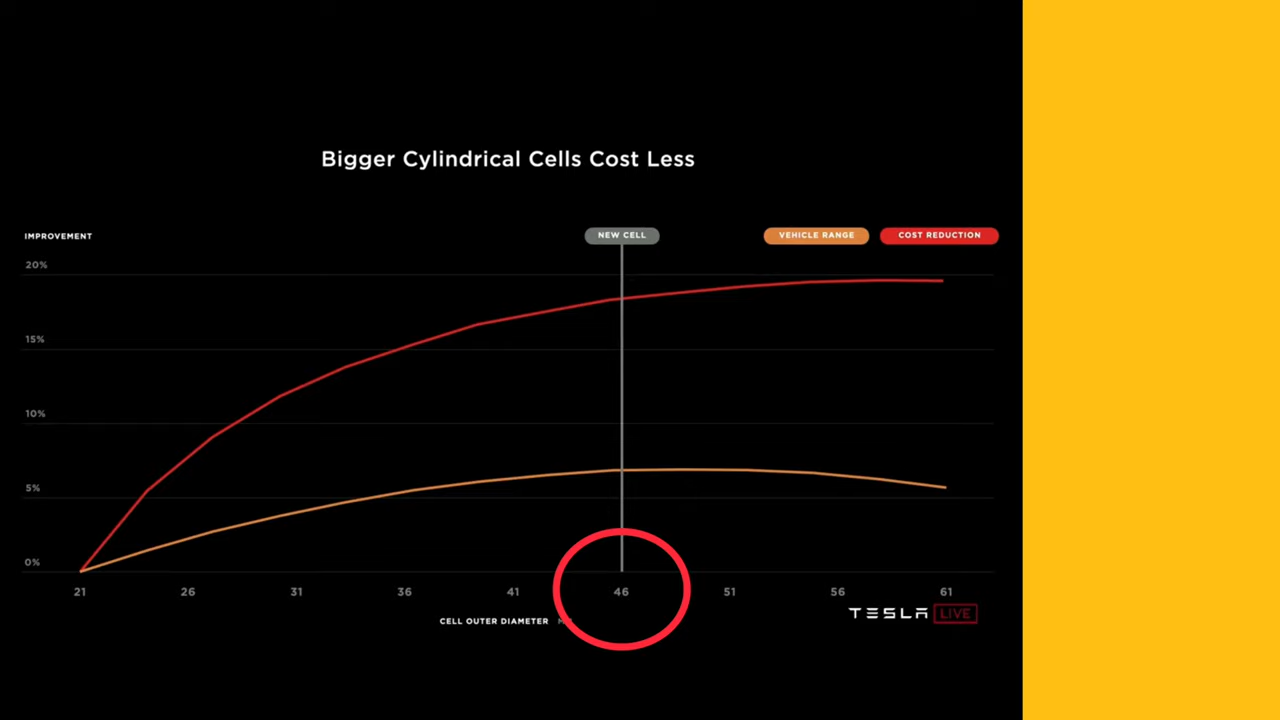 Bigger Cylindrical Cells Cost Less
IMPROVEMENT
NEW CELL
VEHICLE RANGE
COST REDUCTION
20%
15%
10%
5%
0%
21 26 31 36 41 46 51 56 61
CELL OUTER DIAMETER
TESLA LIVE